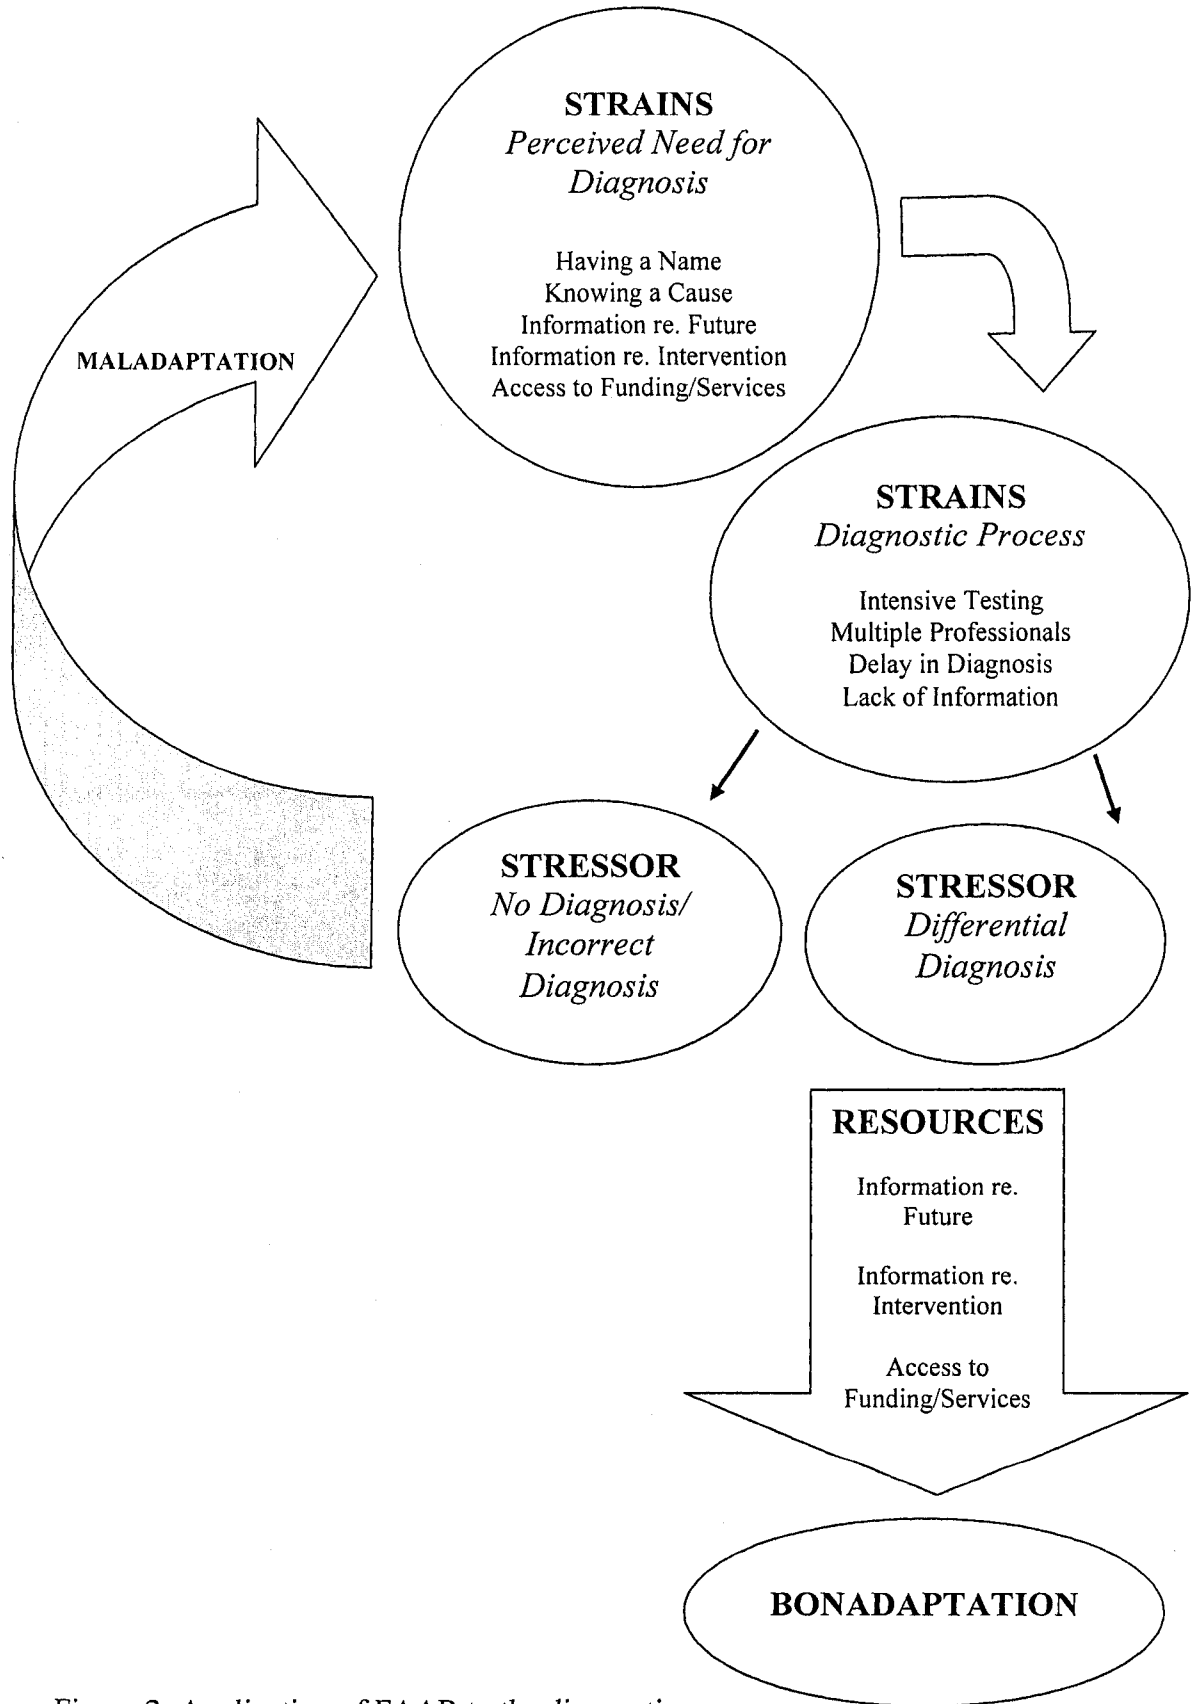 STRAINS
Perceived Need for
Diagnosis
Having a Name
Knowing a Cause
Information re. Future
Information re. Intervention
Access to Funding/Services
MALADAPTATION
STRAINS
Diagnostic Process
Intensive Testing
Multiple Professionals
Delay in Diagnosis
Lack of Information
STRESSOR
No Diagnosis/
Incorrect
Diagnosis
STRESSOR
Differential
Diagnosis
RESOURCES
Information re.
Future
Information re.
Intervention
Access to
Funding/Services
BONADAPTATION